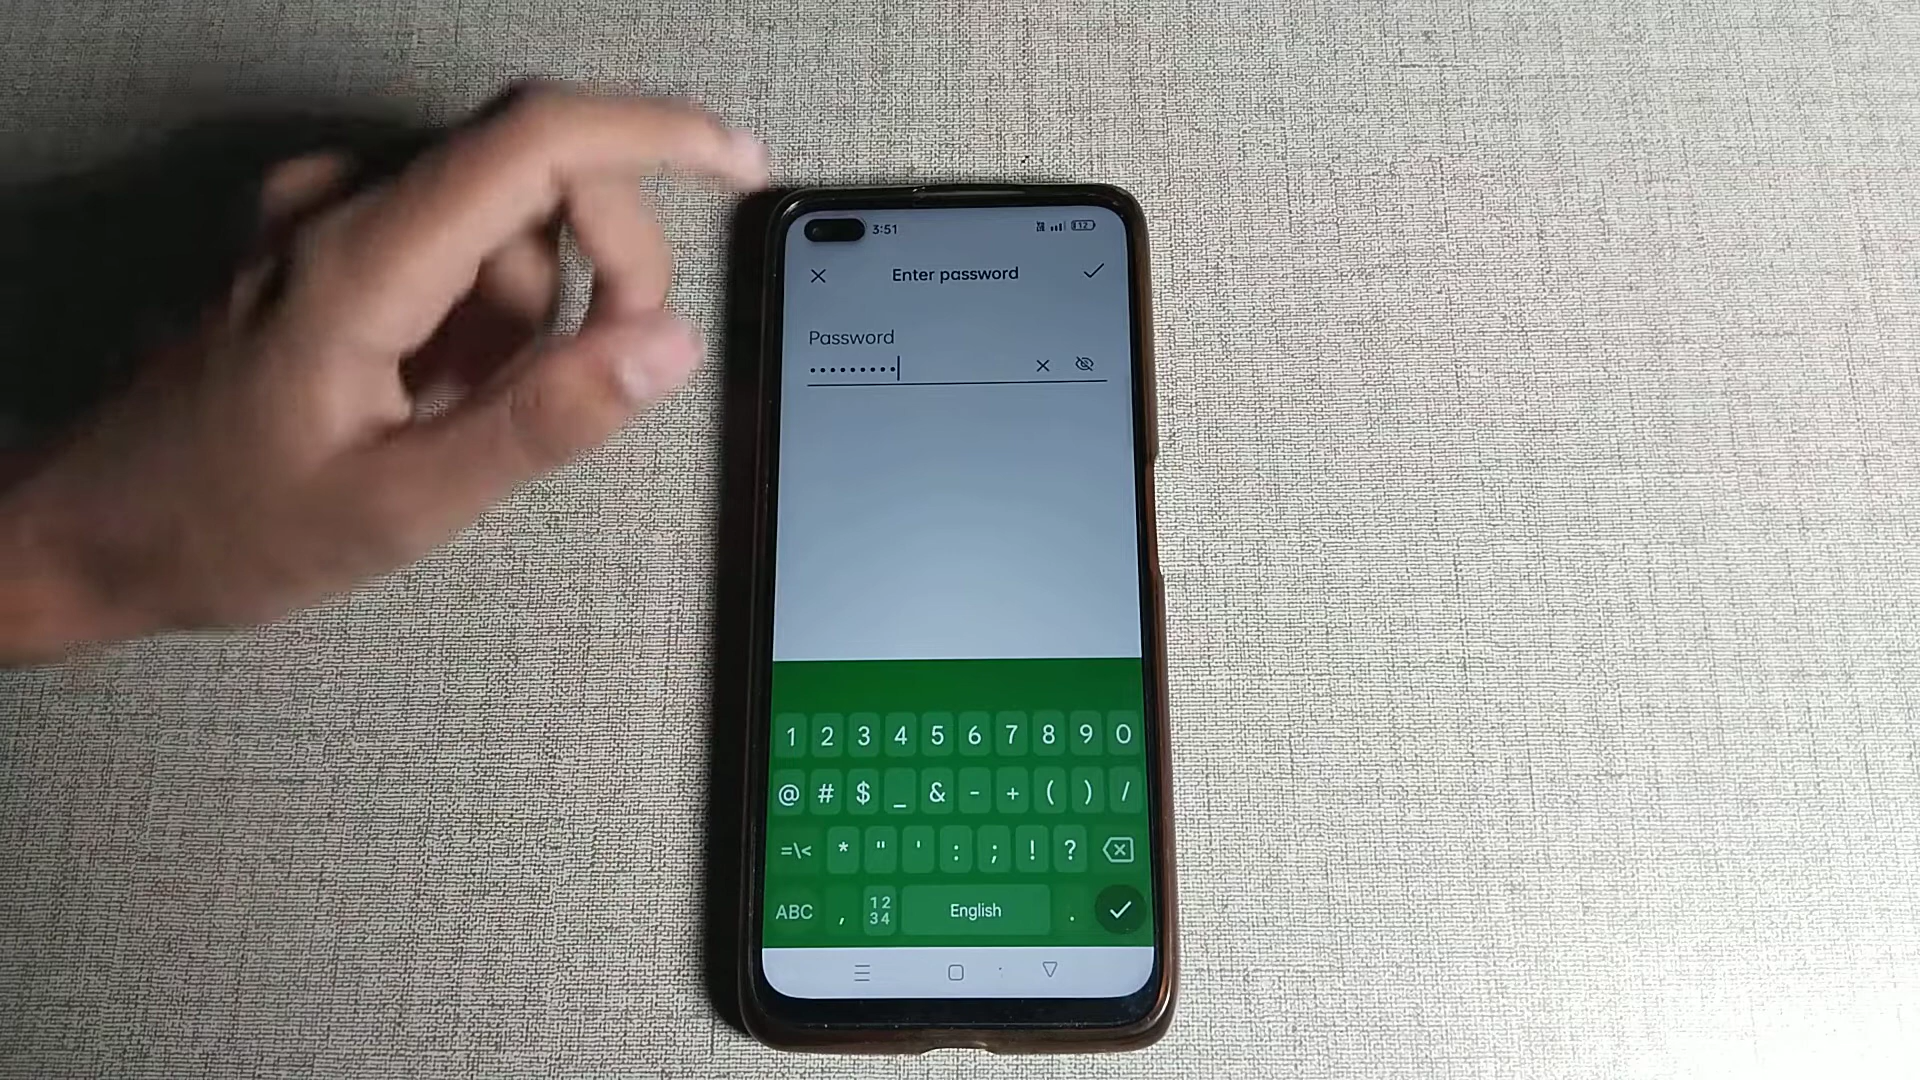 3:51
12
Enter password
Password
•••••••••
1 2 3 4 5 6 7 8 9 0
@ # $ _ & - + ( ) /
=\< * " ' : ; ! ?
ABC , 12 34 English .